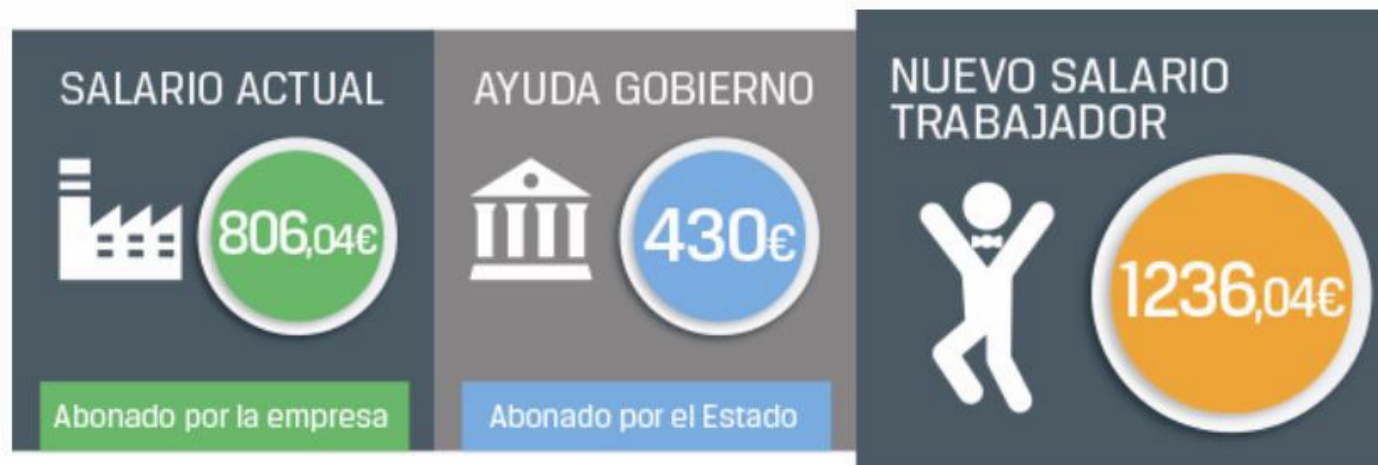 SALARIO ACTUAL
806,04€
Abonado por la empresa
AYUDA GOBIERNO
430€
Abonado por el Estado
NUEVO SALARIO
TRABAJADOR
1236,04€